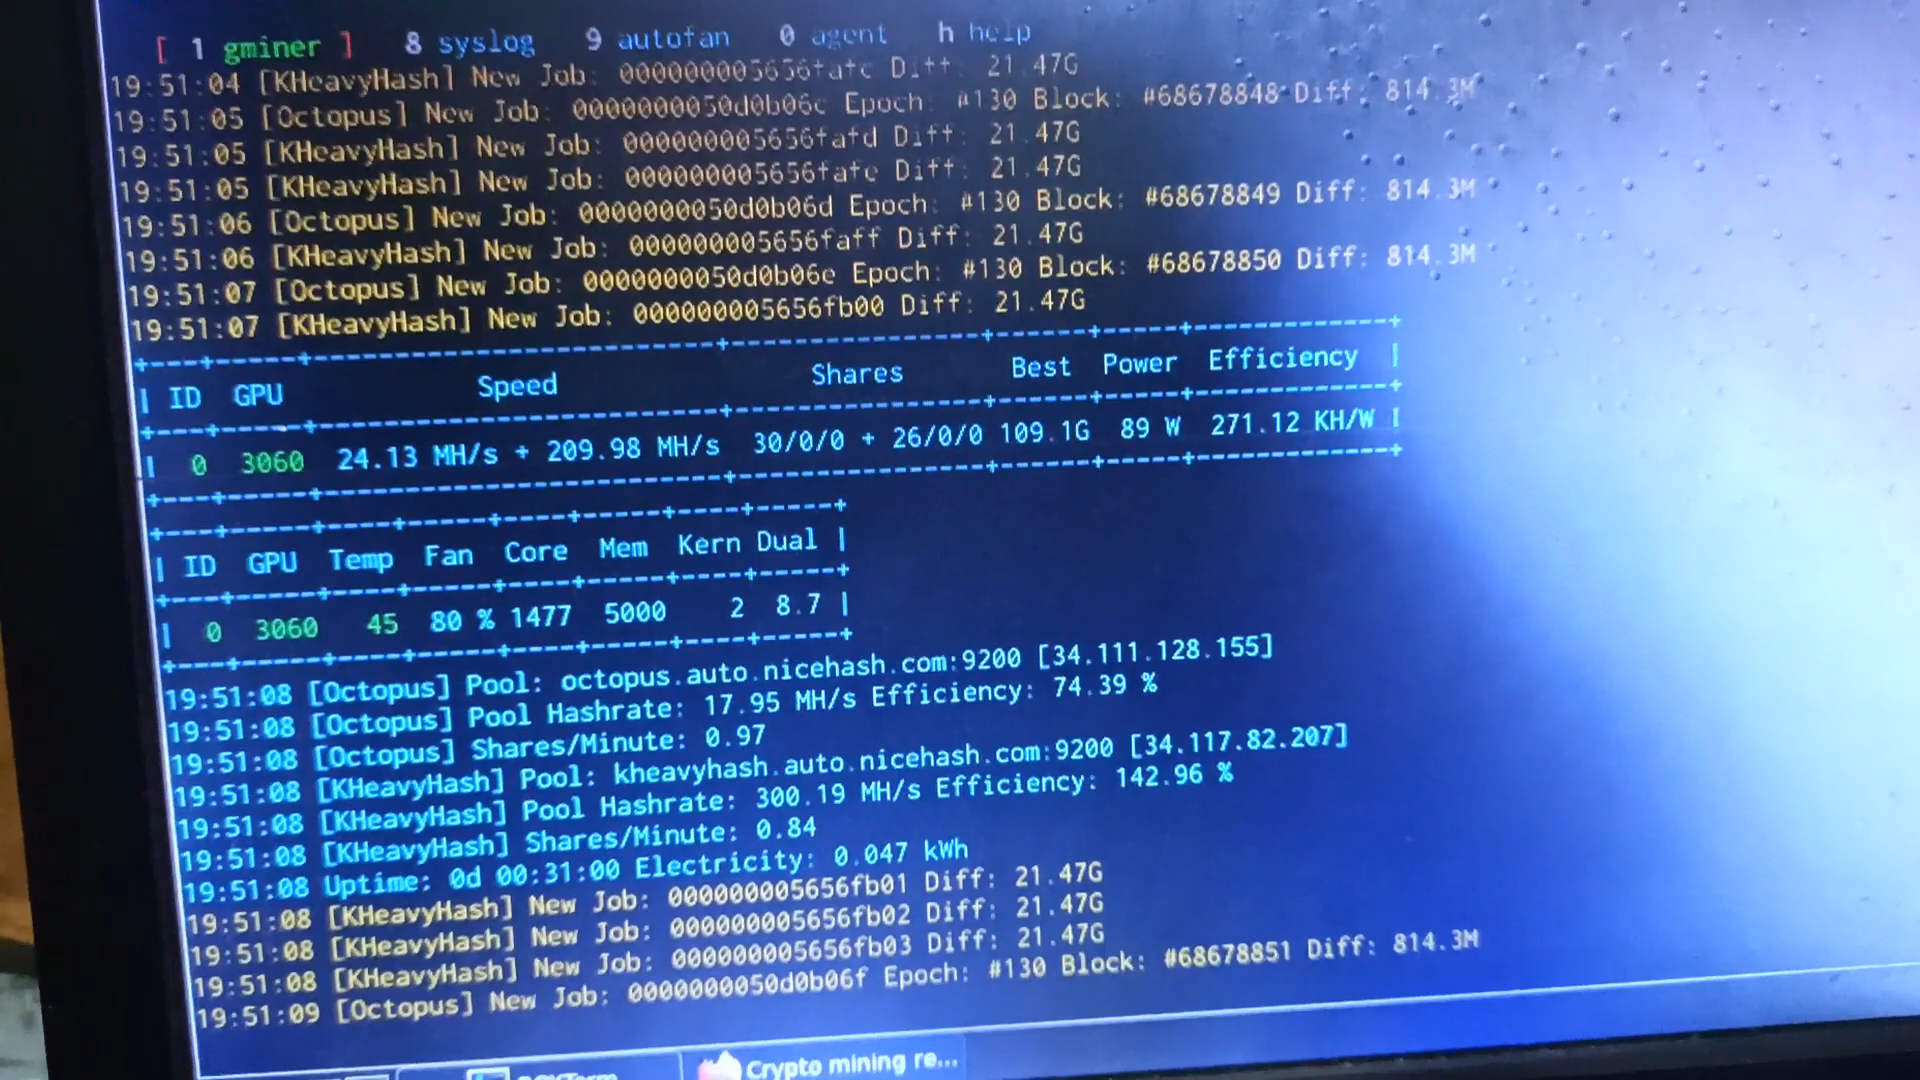 [ 1 gminer ] 8 syslog 9 autofan 0 agent h help
19:51:04 [KHeavyHash] New Job: 000000005656fafc Diff: 21.47G
19:51:05 [Octopus] New Job: 0000000050d0b06c Epoch: #130 Block: #68678848 Diff: 814.3M
19:51:05 [KHeavyHash] New Job: 000000005656fafd Diff: 21.47G
19:51:05 [KHeavyHash] New Job: 000000005656fafe Diff: 21.47G
19:51:06 [Octopus] New Job: 0000000050d0b06d Epoch: #130 Block: #68678849 Diff: 814.3M
19:51:06 [KHeavyHash] New Job: 000000005656faff Diff: 21.47G
19:51:07 [Octopus] New Job: 0000000050d0b06e Epoch: #130 Block: #68678850 Diff: 814.3M
19:51:07 [KHeavyHash] New Job: 000000005656fb00 Diff: 21.47G
| ID GPU Speed Shares Best Power Efficiency |
| 0 3060 24.13 MH/s + 209.98 MH/s 30/0/0 + 26/0/0 109.1G 89 W 271.12 KH/W |
| ID GPU Temp Fan Core Mem Kern Dual |
| 0 3060 45 80 % 1477 5000 2 8.7 |
19:51:08 [Octopus] Pool: octopus.auto.nicehash.com:9200 [34.111.128.155]
19:51:08 [Octopus] Pool Hashrate: 17.95 MH/s Efficiency: 74.39 %
19:51:08 [Octopus] Shares/Minute: 0.97
19:51:08 [KHeavyHash] Pool: kheavyhash.auto.nicehash.com:9200 [34.117.82.207]
19:51:08 [KHeavyHash] Pool Hashrate: 300.19 MH/s Efficiency: 142.96 %
19:51:08 [KHeavyHash] Shares/Minute: 0.84
19:51:08 Uptime: 0d 00:31:00 Electricity: 0.047 kWh
19:51:08 [KHeavyHash] New Job: 000000005656fb01 Diff: 21.47G
19:51:08 [KHeavyHash] New Job: 000000005656fb02 Diff: 21.47G
19:51:08 [KHeavyHash] New Job: 000000005656fb03 Diff: 21.47G
19:51:09 [Octopus] New Job: 0000000050d0b06f Epoch: #130 Block: #68678851 Diff: 814.3M
Crypto mining re...